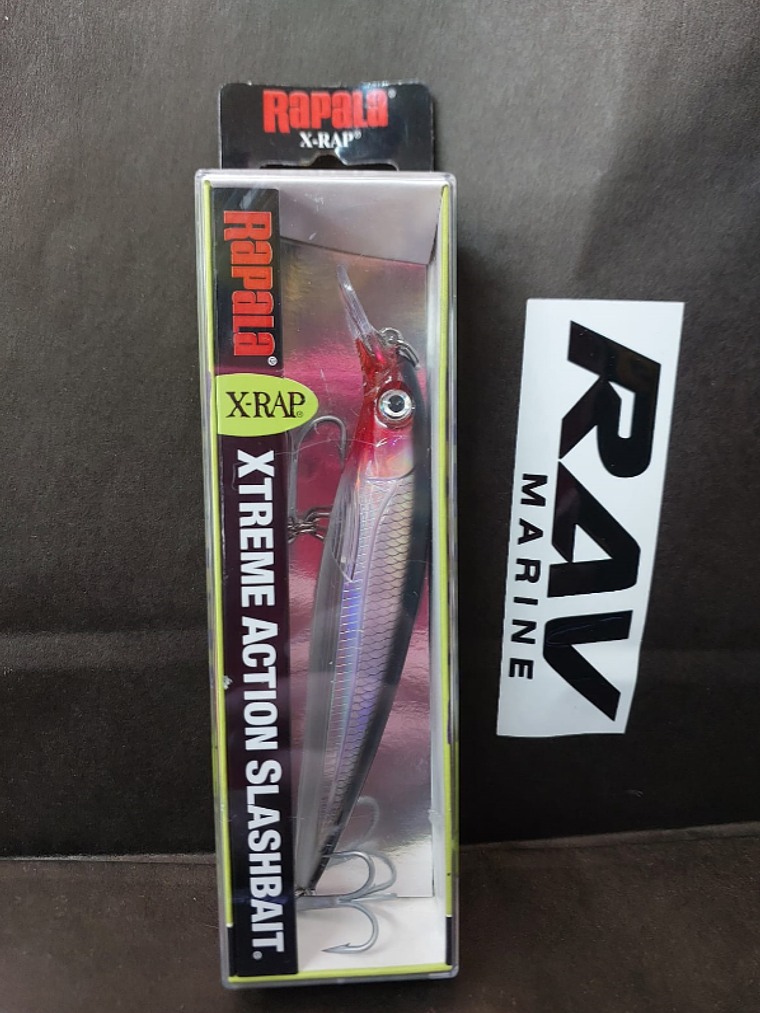 Rapala®
X-RAP®
Rapala®
X-RAP®
XTREME ACTION SLASHBAIT®
RAV
MARINE